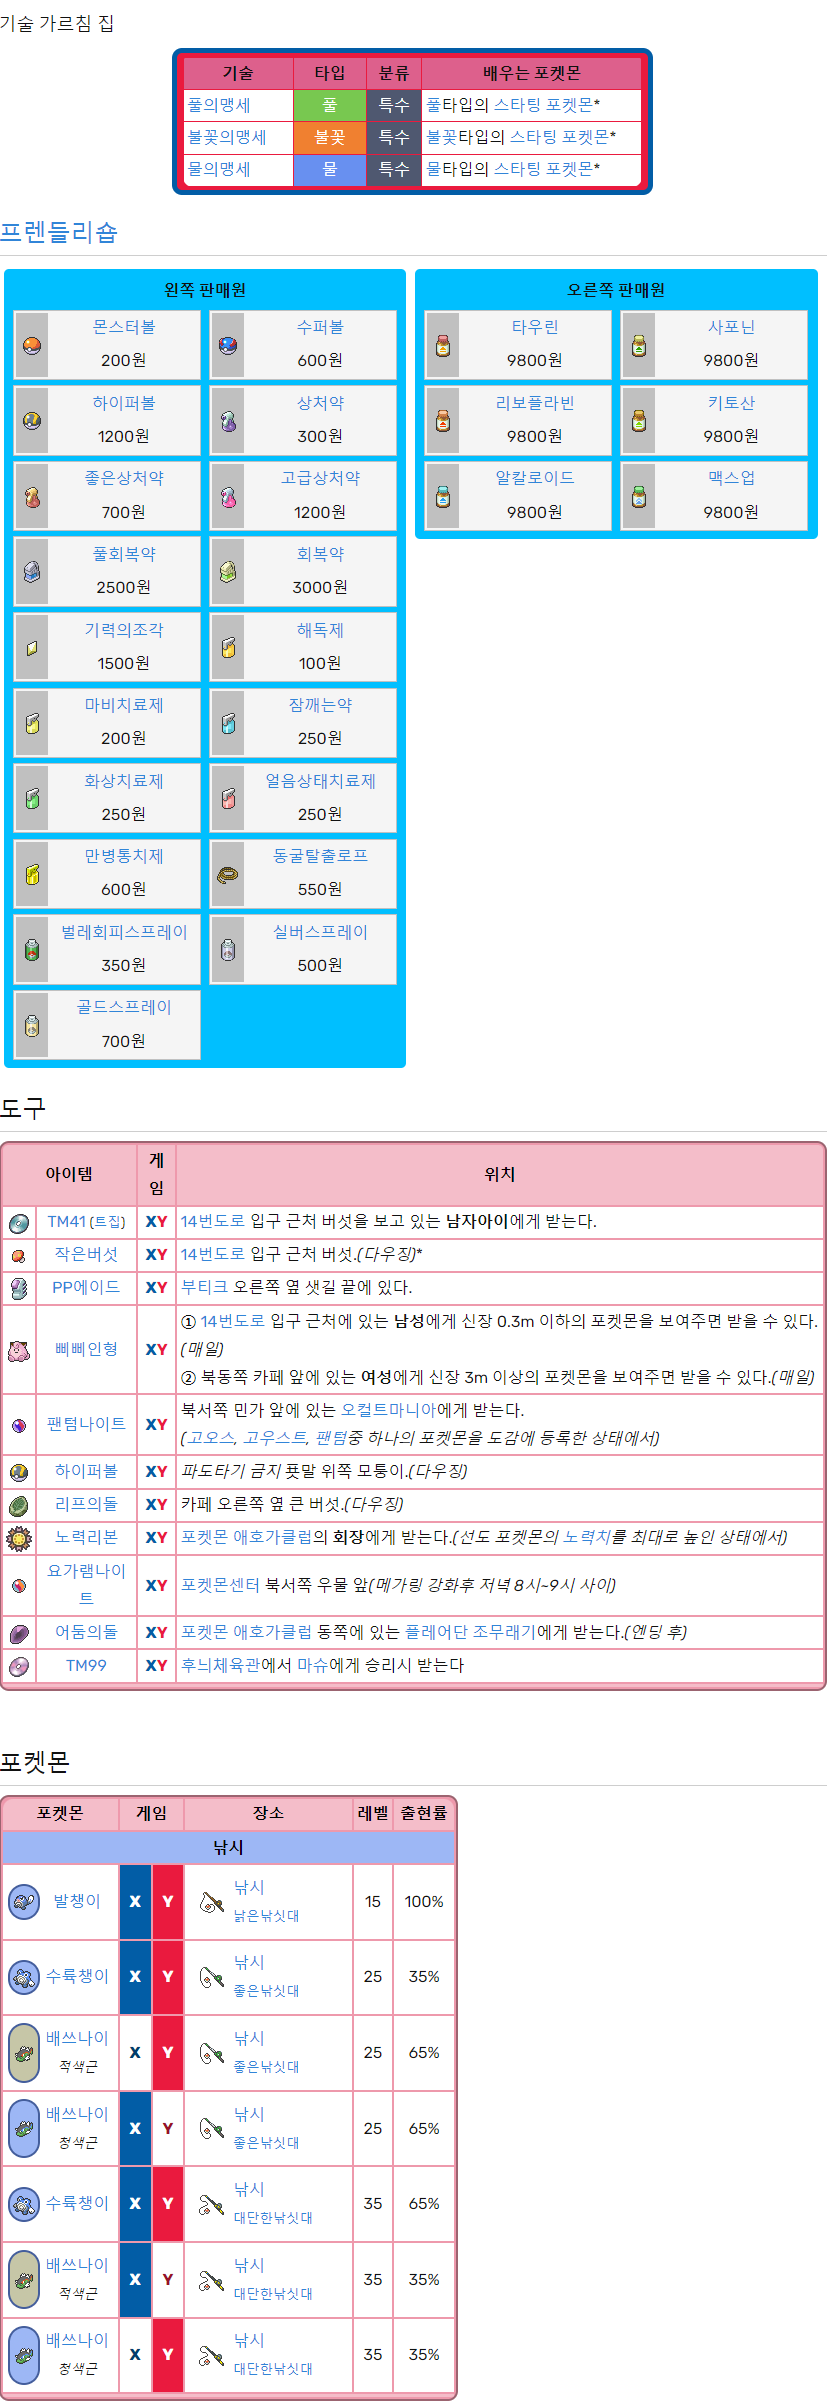 기술 가르침 집
기술 타입 분류 배우는 포켓몬
풀의맹세 풀 특수 풀타입의 스타팅 포켓몬*
불꽃의맹세 불꽃 특수 불꽃타입의 스타팅 포켓몬*
물의맹세 물 특수 물타입의 스타팅 포켓몬*
프렌들리숍
왼쪽 판매원
몬스터볼 수퍼볼
200원 600원
하이퍼볼 상처약
1200원 300원
좋은상처약 고급상처약
700원 1200원
풀회복약 회복약
2500원 3000원
기력의조각 해독제
1500원 100원
마비치료제 잠깨는약
200원 250원
화상치료제 얼음상태치료제
250원 250원
만병통치제 동굴탈출로프
600원 550원
벌레회피스프레이 실버스프레이
350원 500원
골드스프레이
700원
오른쪽 판매원
타우린 사포닌
9800원 9800원
리보플라빈 키토산
9800원 9800원
알칼로이드 맥스업
9800원 9800원
도구
아이템 게임 위치
TM41 (트집) XY 14번도로 입구 근처 버섯을 보고 있는 남자아이에게 받는다.
작은버섯 XY 14번도로 입구 근처 버섯.(다우징)*
PP에이드 XY 부티크 오른쪽 옆 샛길 끝에 있다.
삐삐인형 XY ① 14번도로 입구 근처에 있는 남성에게 신장 0.3m 이하의 포켓몬을 보여주면 받을 수 있다.
(매일)
② 북동쪽 카페 앞에 있는 여성에게 신장 3m 이상의 포켓몬을 보여주면 받을 수 있다.(매일)
팬텀나이트 XY 북서쪽 민가 앞에 있는 오컬트마니아에게 받는다.
(고오스, 고우스트, 팬텀중 하나의 포켓몬을 도감에 등록한 상태에서)
하이퍼볼 XY 파도타기 금지 푯말 위쪽 모퉁이.(다우징)
리프의돌 XY 카페 오른쪽 옆 큰 버섯.(다우징)
노력리본 XY 포켓몬 애호가클럽의 회장에게 받는다.(선도 포켓몬의 노력치를 최대로 높인 상태에서)
요가램나이트 XY 포켓몬센터 북서쪽 우물 앞(메가링 강화후 저녁 8시~9시 사이)
어둠의돌 XY 포켓몬 애호가클럽 동쪽에 있는 플레어단 조무래기에게 받는다.(엔딩 후)
TM99 XY 후늬체육관에서 마슈에게 승리시 받는다
포켓몬
포켓몬 게임 장소 레벨 출현률
낚시
발챙이 X Y 낚시 15 100%
낡은낚싯대
수륙챙이 X Y 낚시 25 35%
좋은낚싯대
배쓰나이 X Y 낚시 25 65%
적색근 좋은낚싯대
배쓰나이 X Y 낚시 25 65%
청색근 좋은낚싯대
수륙챙이 X Y 낚시 35 65%
대단한낚싯대
배쓰나이 X Y 낚시 35 35%
적색근 대단한낚싯대
배쓰나이 X Y 낚시 35 35%
청색근 대단한낚싯대